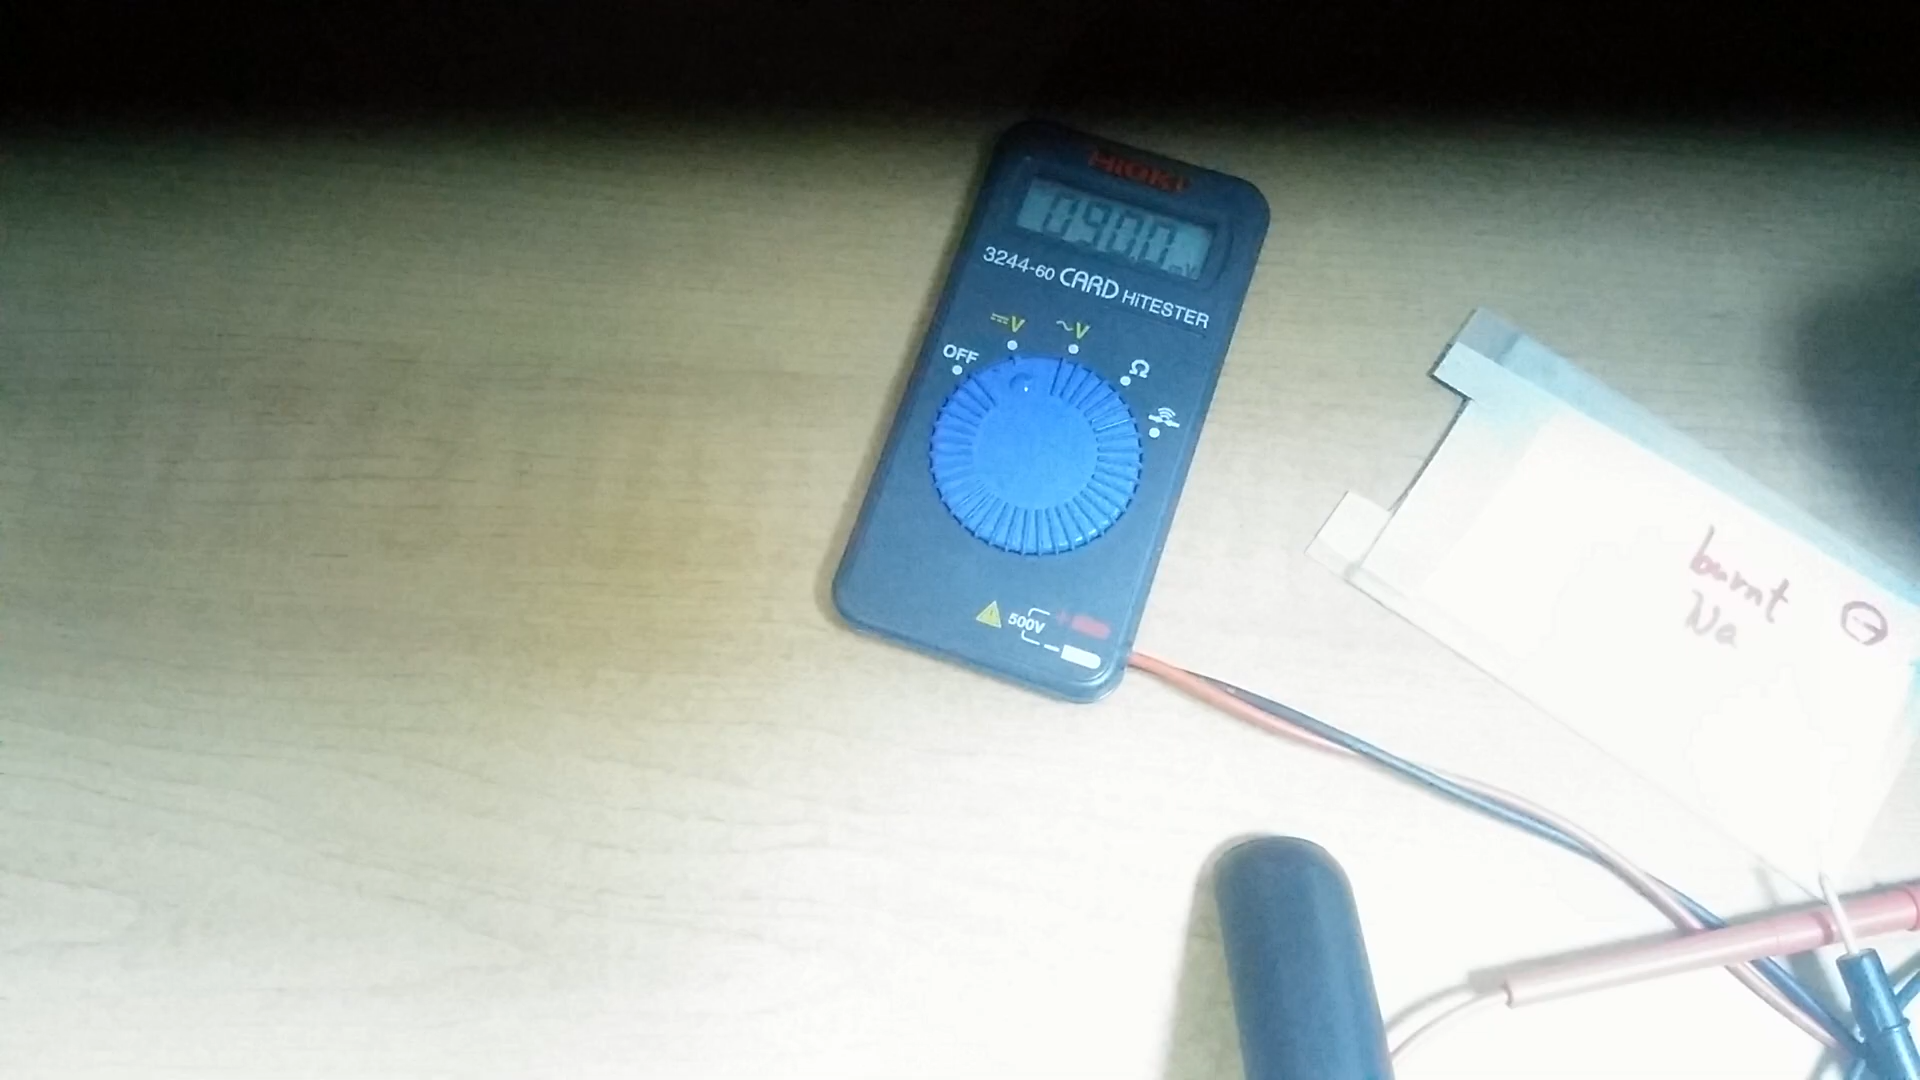 HIOKI
3244-60 CARD HiTESTER
⎓V
~V
OFF
Ω
500V
+
−
burnt
Na